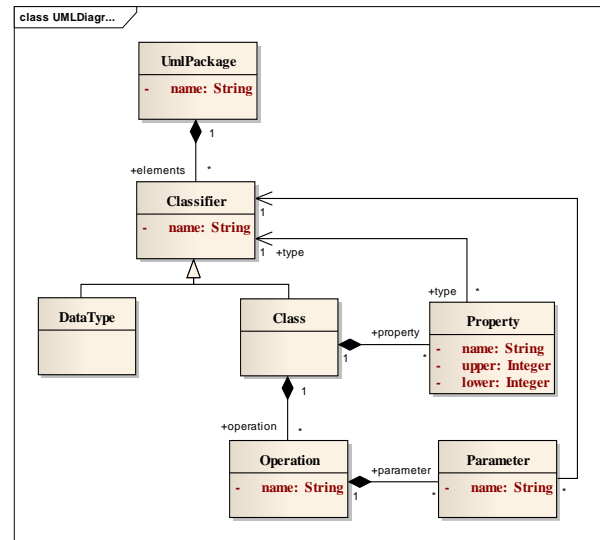 class UMLDiagr...
UmlPackage
- name: String
1
+elements
*
Classifier
- name: String
1
1
+type
DataType
Class
+property
1
*
+type
*
Property
- name: String
- upper: Integer
- lower: Integer
1
+operation
*
Operation
- name: String
+parameter
1
*
Parameter
- name: String
*